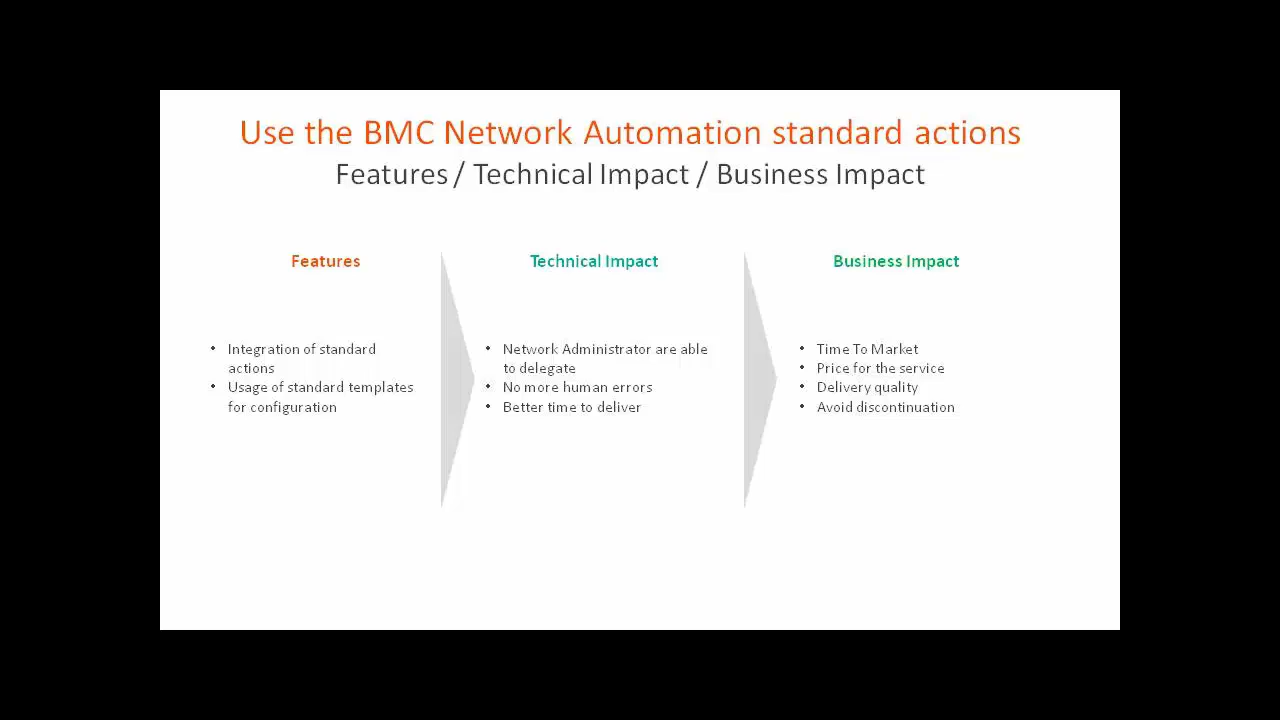 Use the BMC Network Automation standard actions
Features / Technical Impact / Business Impact
Features
• Integration of standard
actions
• Usage of standard templates
for configuration
Technical Impact
• Network Administrator are able
to delegate
• No more human errors
• Better time to deliver
Business Impact
• Time To Market
• Price for the service
• Delivery quality
• Avoid discontinuation